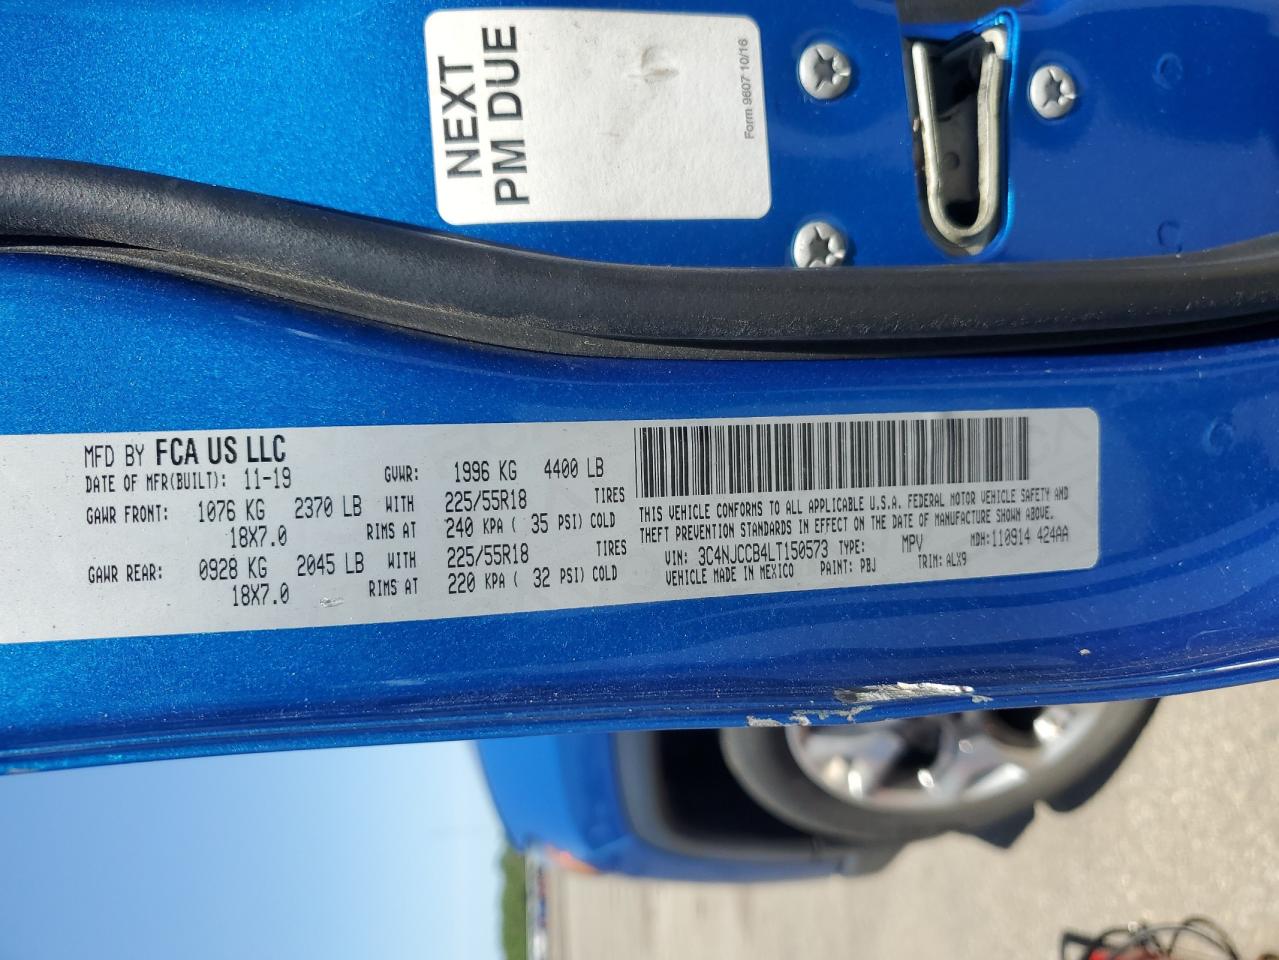 NEXT
PM DUE
Form 9607 10/16
MFD BY FCA US LLC
DATE OF MFR(BUILT): 11-19 GVWR: 1996 KG 4400 LB
GAWR FRONT: 1076 KG 2370 LB WITH 225/55R18 TIRES
18X7.0 RIMS AT 240 KPA ( 35 PSI) COLD
GAWR REAR: 0928 KG 2045 LB WITH 225/55R18 TIRES
18X7.0 RIMS AT 220 KPA ( 32 PSI) COLD
THIS VEHICLE CONFORMS TO ALL APPLICABLE U.S.A. FEDERAL MOTOR VEHICLE SAFETY AND
THEFT PREVENTION STANDARDS IN EFFECT ON THE DATE OF MANUFACTURE SHOWN ABOVE.
VIN: 3C4NJCCB4LT150573 TYPE: MPV MDH: 110914 424AA
VEHICLE MADE IN MEXICO PAINT: PBJ TRIM: ALX9